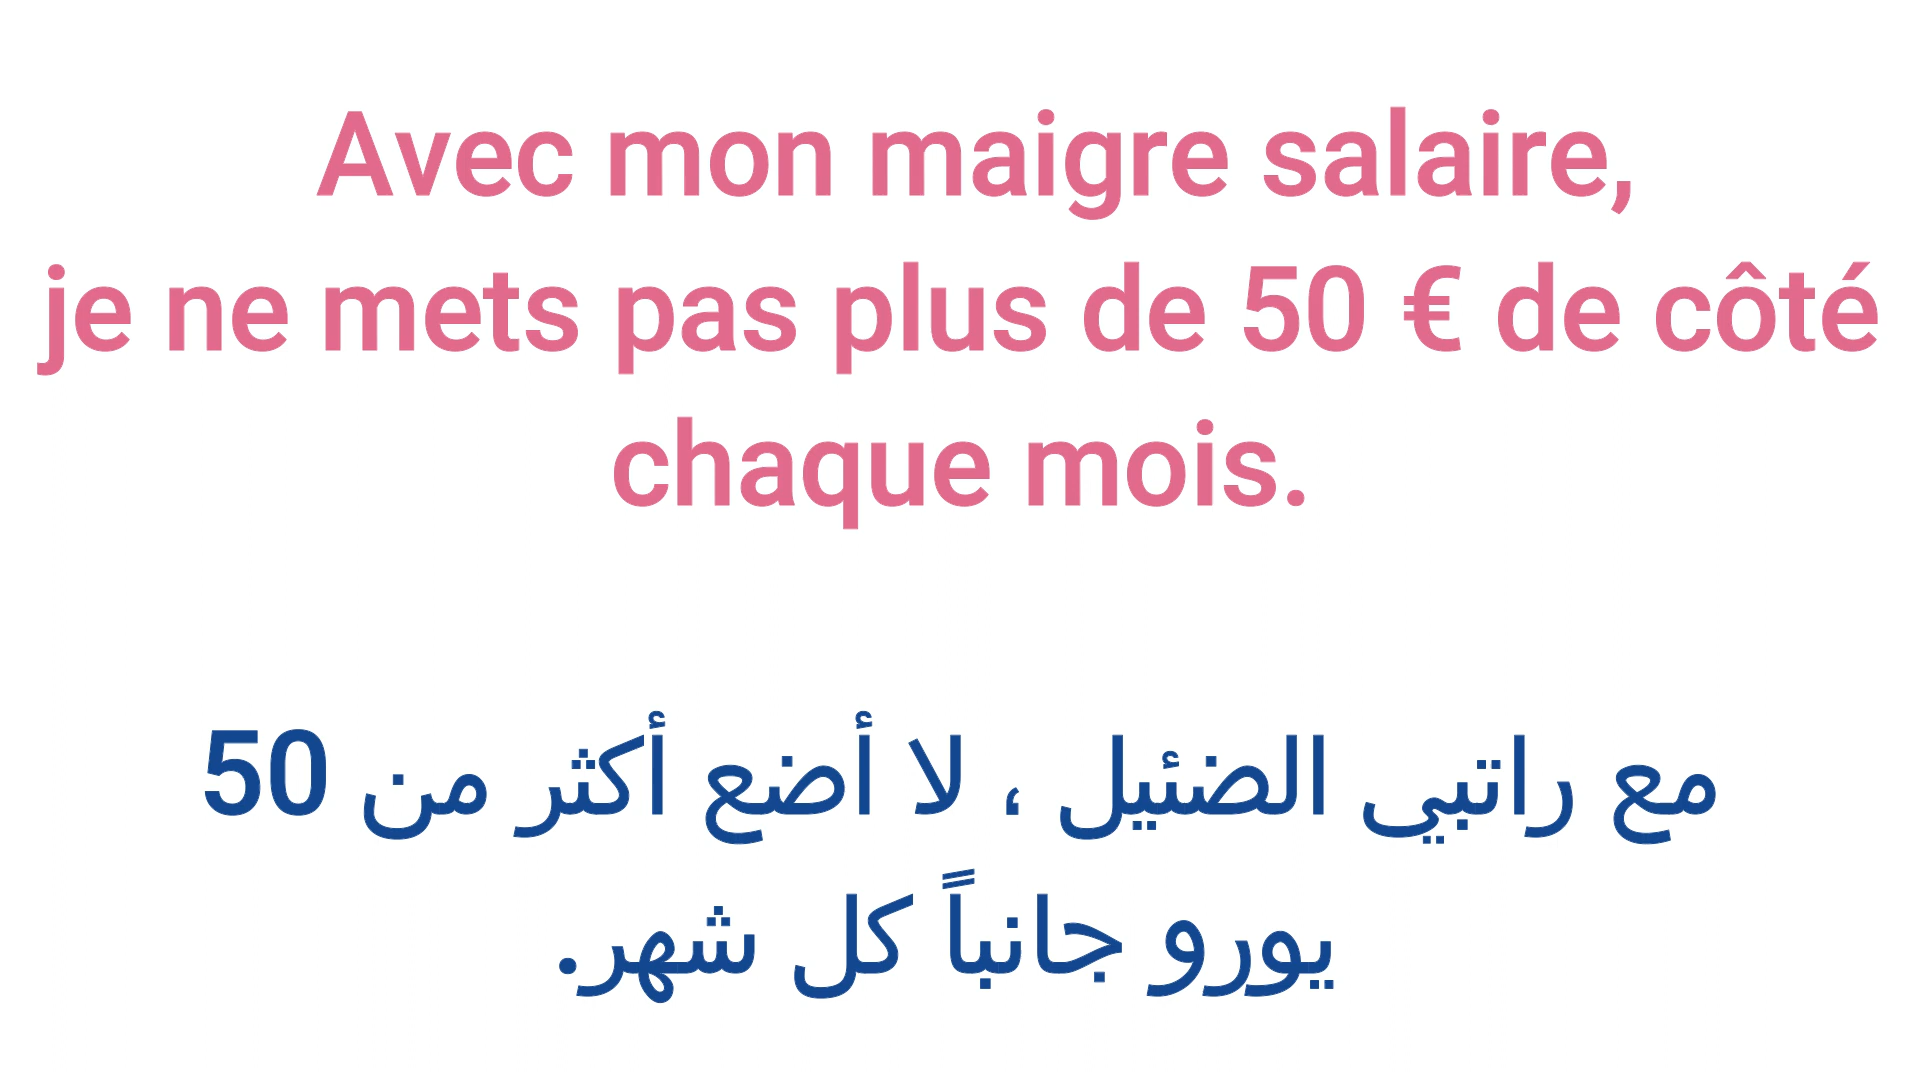 Avec mon maigre salaire,
je ne mets pas plus de 50 € de côté
chaque mois.
مع راتبي الضئيل ، لا أضع أكثر من 50
يورو جانباً كل شهر.